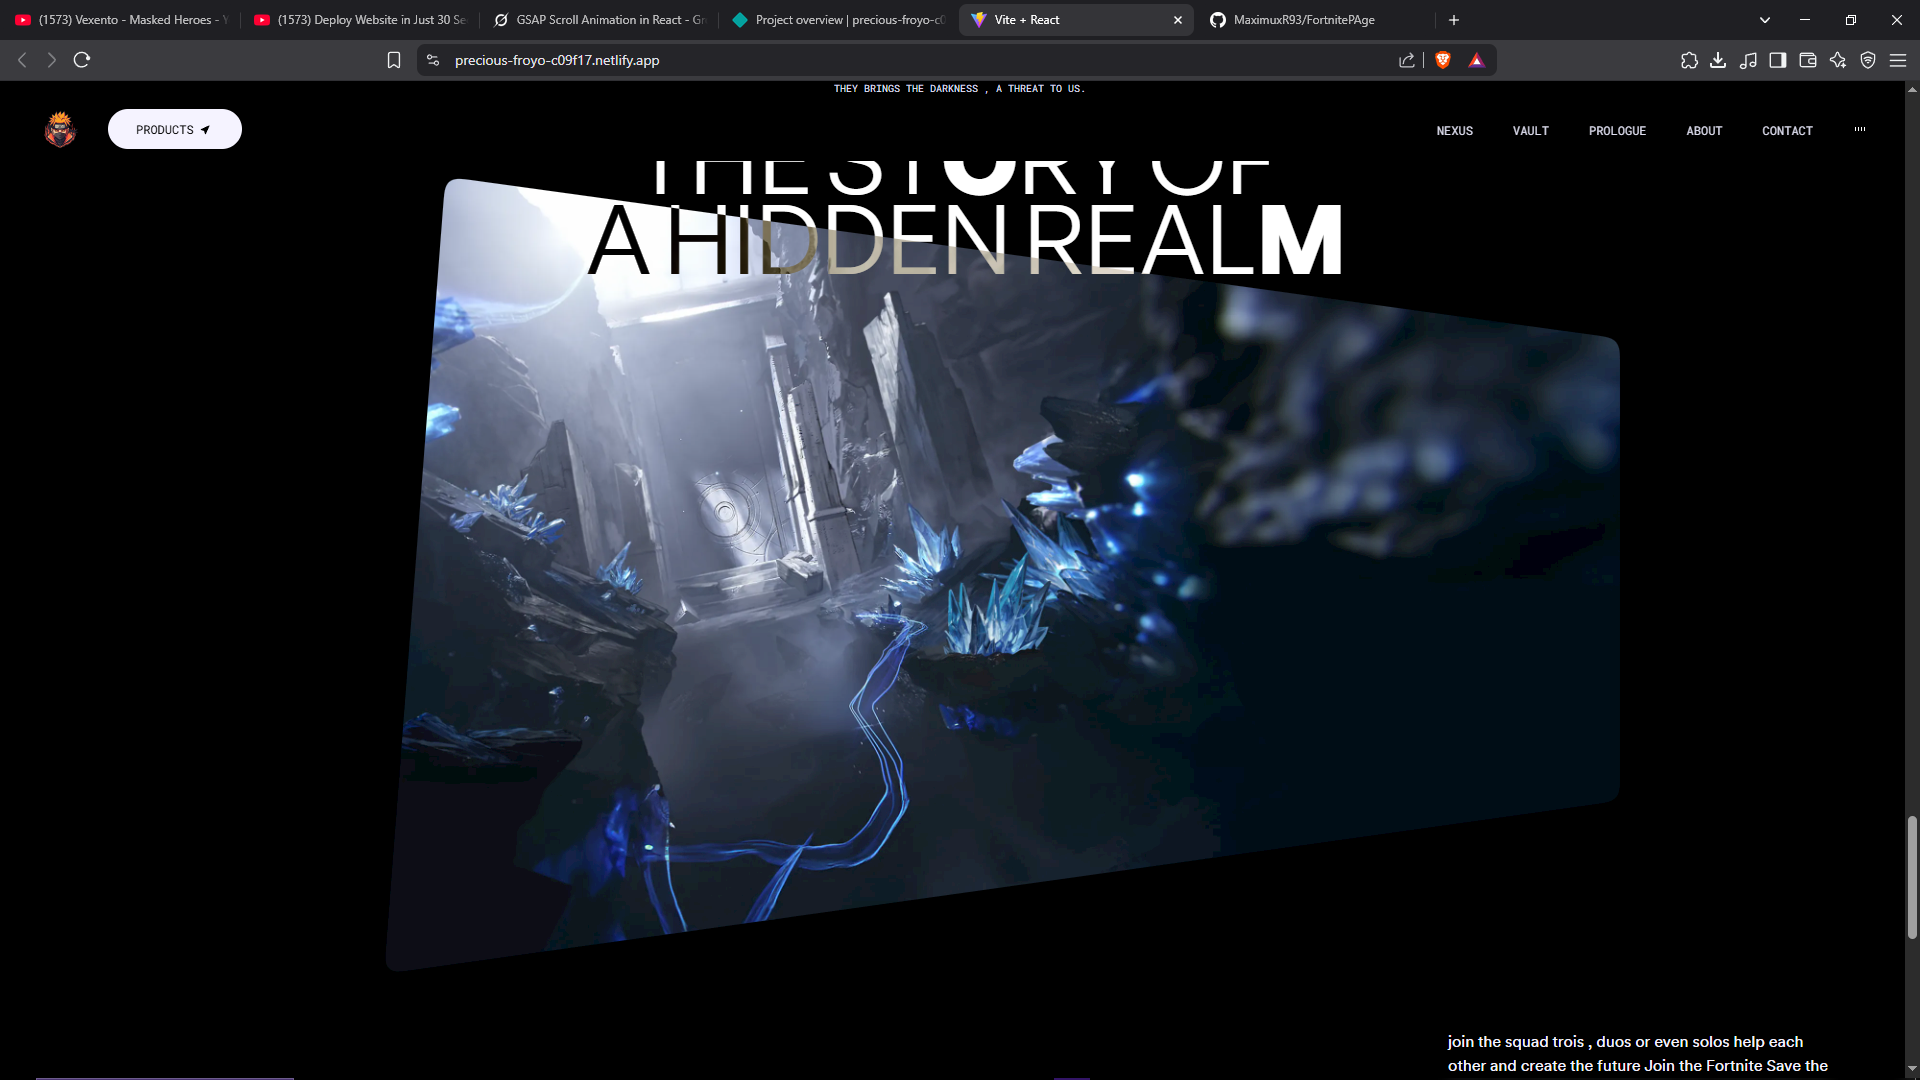 (1573) Vexento - Masked Heroes - Y
(1573) Deploy Website in Just 30 Se
GSAP Scroll Animation in React - Gr
Project overview | precious-froyo-c0
Vite + React
MaximuxR93/FortnitePAge
precious-froyo-c09f17.netlify.app
THEY BRINGS THE DARKNESS , A THREAT TO US.
PRODUCTS
NEXUS
VAULT
PROLOGUE
ABOUT
CONTACT
THE STORY OF
A HIDDEN REALM
join the squad trois , duos or even solos help each
other and create the future Join the Fortnite Save the